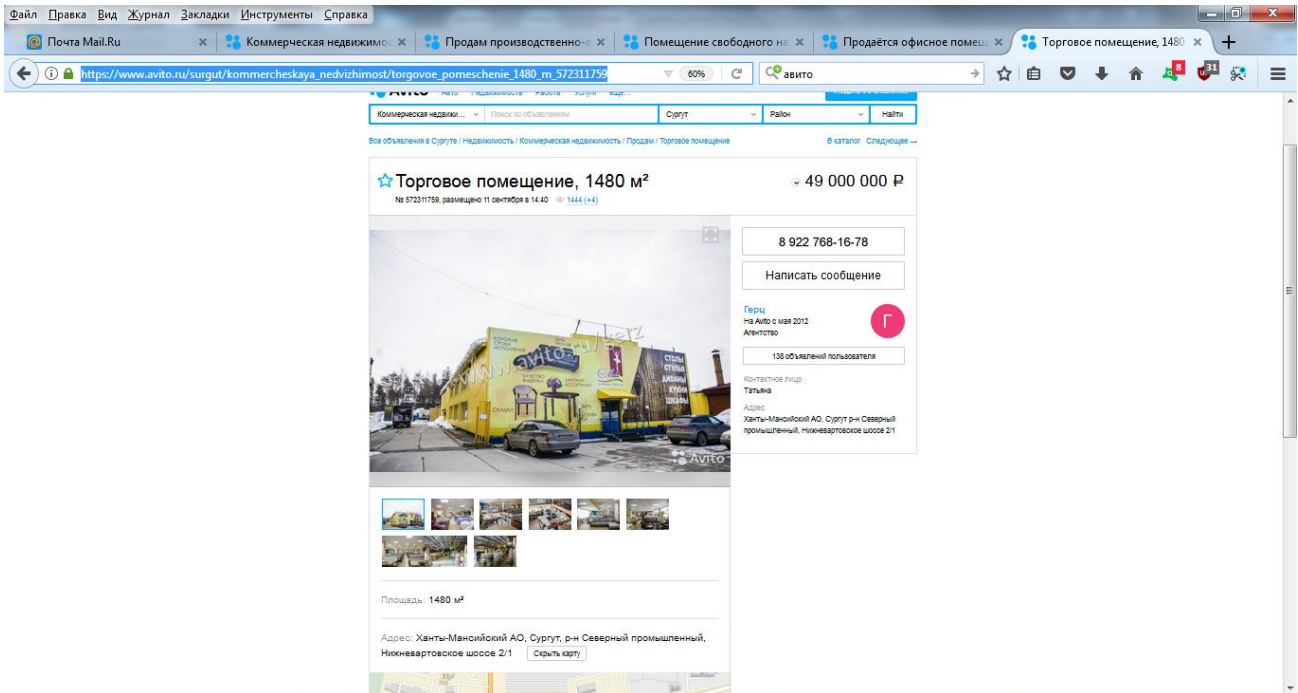 Файл Правка Вид Журнал Закладки Инструменты Справка
Почта Mail.Ru
Коммерческая недвижимос
Продам производственно-с
Помещение свободного на
Продаётся офисное помещ
Торговое помещение, 1480
https://www.avito.ru/surgut/kommercheskaya_nedvizhimost/torgovoe_pomeschenie_1480_m_572311759
60%
авито
8
31
Коммерческая недвижи...
Поиск по объявлениям
Сургут
Район
Найти
Все объявления в Сургуте / Недвижимость / Коммерческая недвижимость / Продам / Торговое помещение
В каталог Следующее →
Торговое помещение, 1480 м²
49 000 000 ₽
№ 572311759, размещено 11 сентября в 14:40 1444 (+4)
8 922 768-16-78
Написать сообщение
Герц
На Avito с мая 2012
Агентство
Г
138 объявлений пользователя
Контактное лицо
Татьяна
Адрес
Ханты-Мансийский АО, Сургут р-н Северный
промышленный, Нижневартовское шоссе 2/1
www.avito.ru/gerz
СТОЛЫ
СТУЛЬЯ
ДИВАНЫ
КУХНИ
ШКАФЫ
Avito
Площадь: 1480 м²
Адрес: Ханты-Мансийский АО, Сургут, р-н Северный промышленный,
Нижневартовское шоссе 2/1 Скрыть карту